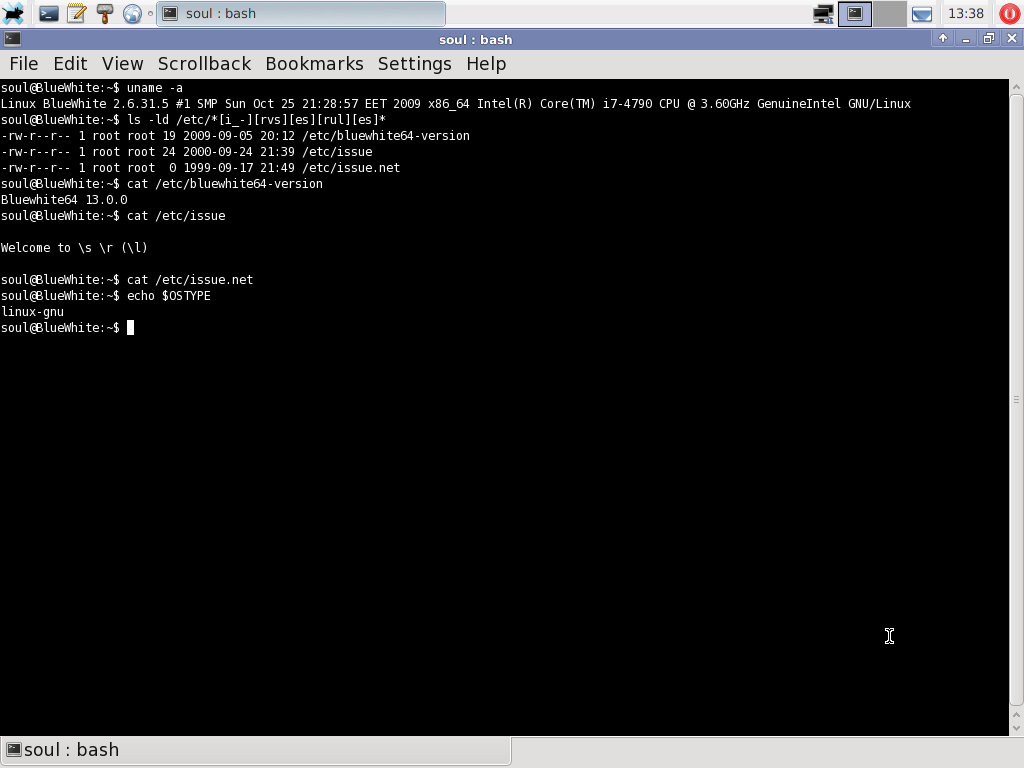 soul : bash
13:38
soul : bash
File Edit View Scrollback Bookmarks Settings Help
soul@BlueWhite:~$ uname -a
Linux BlueWhite 2.6.31.5 #1 SMP Sun Oct 25 21:28:57 EET 2009 x86_64 Intel(R) Core(TM) i7-4790 CPU @ 3.60GHz GenuineIntel GNU/Linux
soul@BlueWhite:~$ ls -ld /etc/*[i_-][rvs][es][rul][es]*
-rw-r--r-- 1 root root 19 2009-09-05 20:12 /etc/bluewhite64-version
-rw-r--r-- 1 root root 24 2000-09-24 21:39 /etc/issue
-rw-r--r-- 1 root root  0 1999-09-17 21:49 /etc/issue.net
soul@BlueWhite:~$ cat /etc/bluewhite64-version
Bluewhite64 13.0.0
soul@BlueWhite:~$ cat /etc/issue
Welcome to \s \r (\l)
soul@BlueWhite:~$ cat /etc/issue.net
soul@BlueWhite:~$ echo $OSTYPE
linux-gnu
soul@BlueWhite:~$
soul : bash